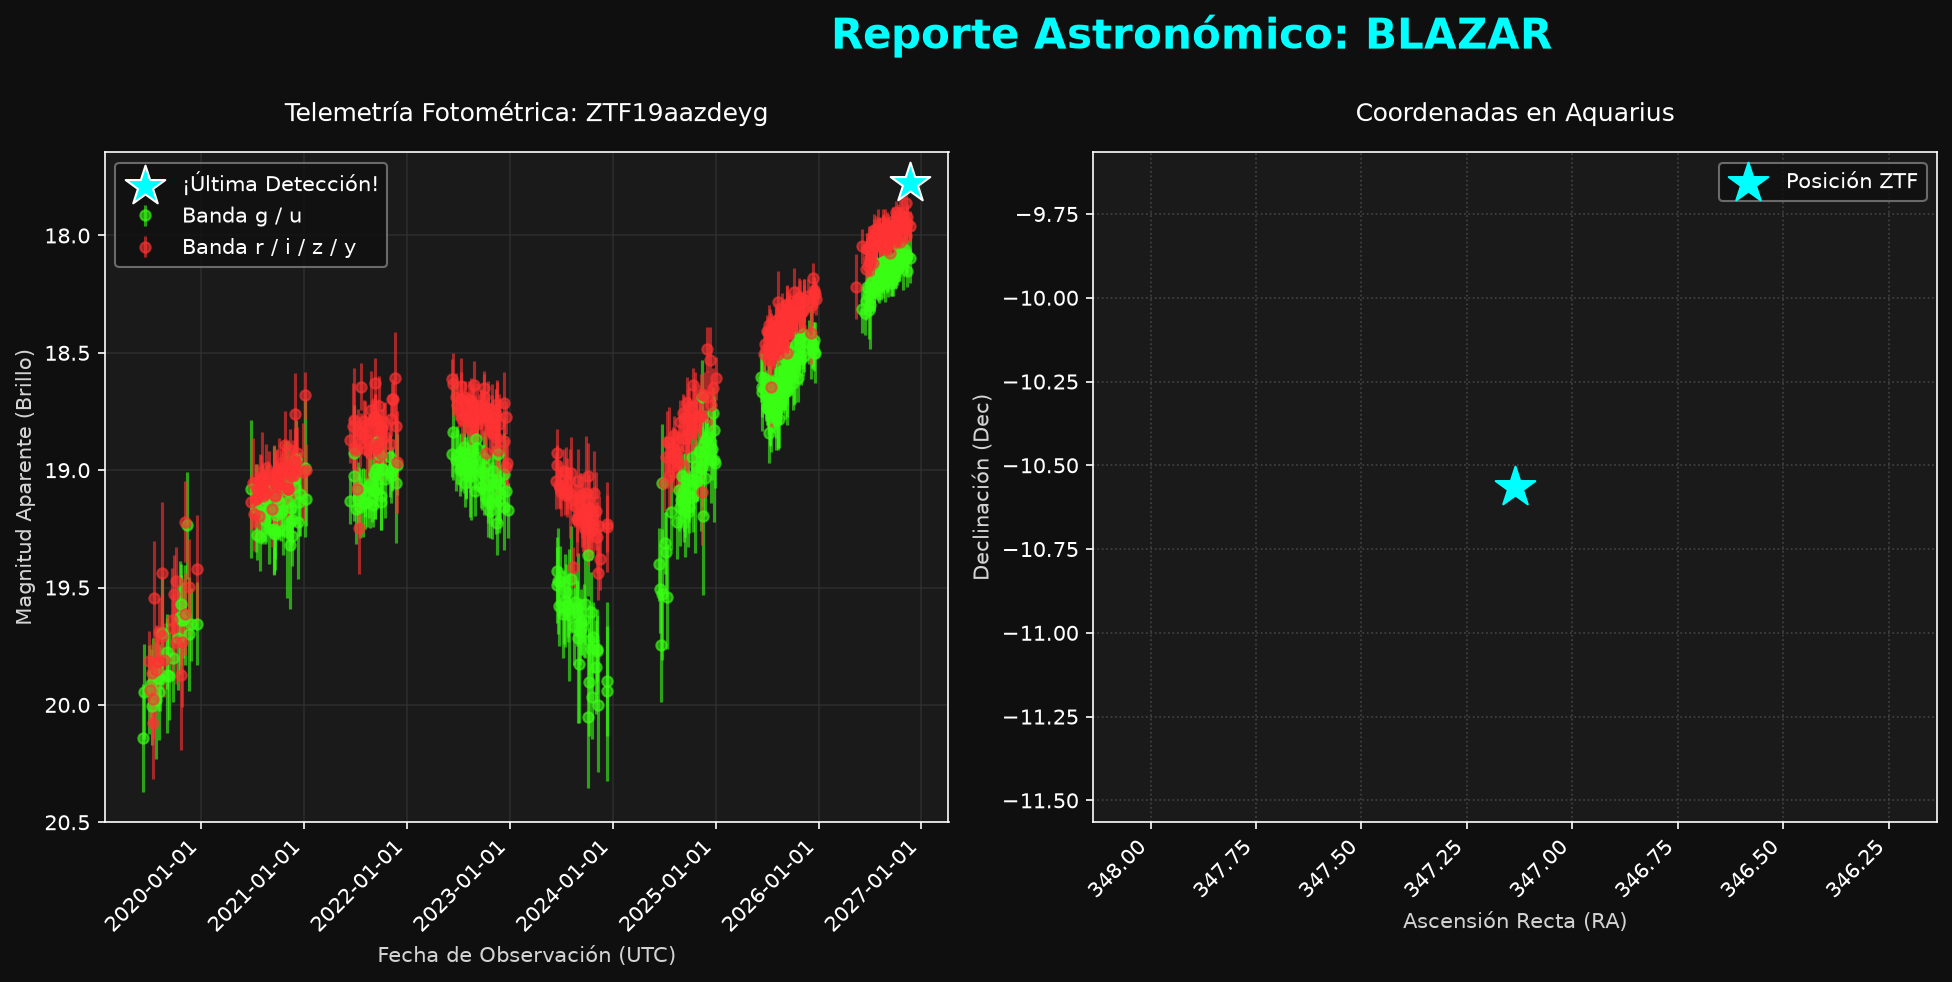 Reporte Astronómico: BLAZAR
Telemetría Fotométrica: ZTF19aazdeyg
¡Última Detección!
Banda g / u
Banda r / i / z / y
Magnitud Aparente (Brillo)
18.0
18.5
19.0
19.5
20.0
20.5
2020-01-01
2021-01-01
2022-01-01
2023-01-01
2024-01-01
2025-01-01
2026-01-01
2027-01-01
Fecha de Observación (UTC)
Coordenadas en Aquarius
Posición ZTF
Declinación (Dec)
−9.75
−10.00
−10.25
−10.50
−10.75
−11.00
−11.25
−11.50
348.00
347.75
347.50
347.25
347.00
346.75
346.50
346.25
Ascensión Recta (RA)